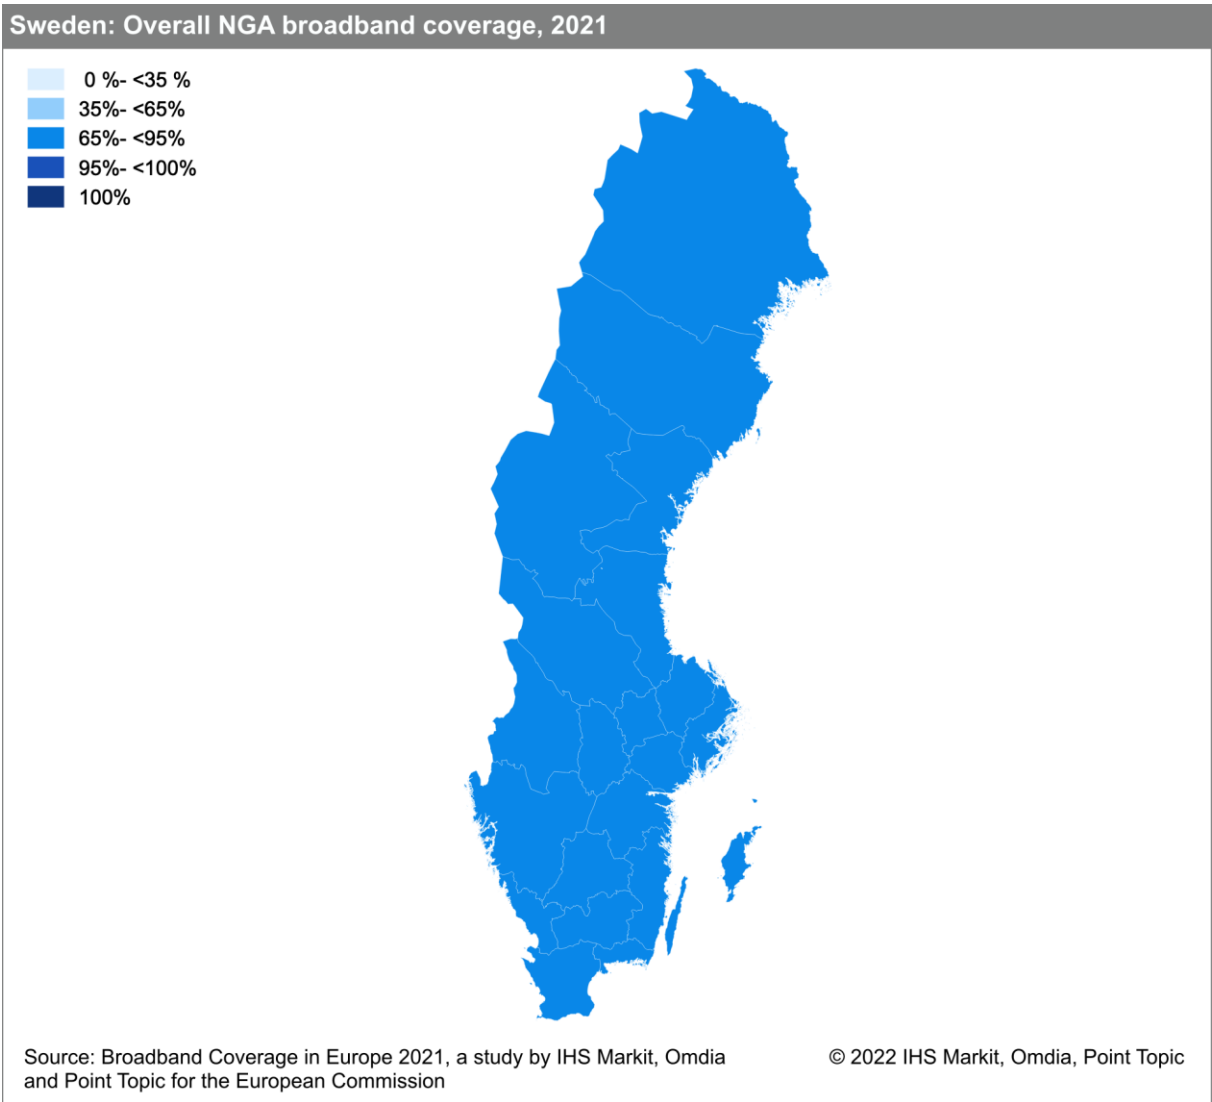 Sweden: Overall NGA broadband coverage, 2021
0 %- <35 %
35%- <65%
65%- <95%
95%- <100%
100%
Source: Broadband Coverage in Europe 2021, a study by IHS Markit, Omdia
and Point Topic for the European Commission
© 2022 IHS Markit, Omdia, Point Topic